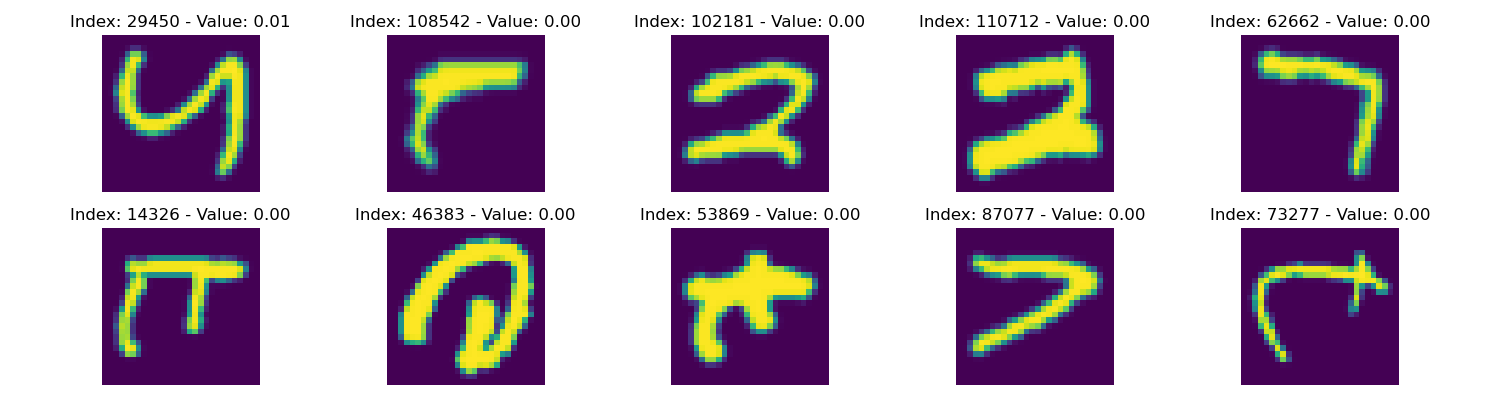 Index: 29450 - Value: 0.01
Index: 108542 - Value: 0.00
Index: 102181 - Value: 0.00
Index: 110712 - Value: 0.00
Index: 62662 - Value: 0.00
Index: 14326 - Value: 0.00
Index: 46383 - Value: 0.00
Index: 53869 - Value: 0.00
Index: 87077 - Value: 0.00
Index: 73277 - Value: 0.00